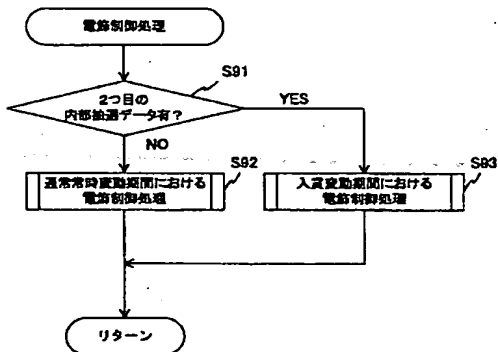 電飾制御処理
S91
2つ目の
内部抽選データ有?
YES
NO
S92
通常常時変動期間における
電飾制御処理
S93
入賞変動期間における
電飾制御処理
リターン